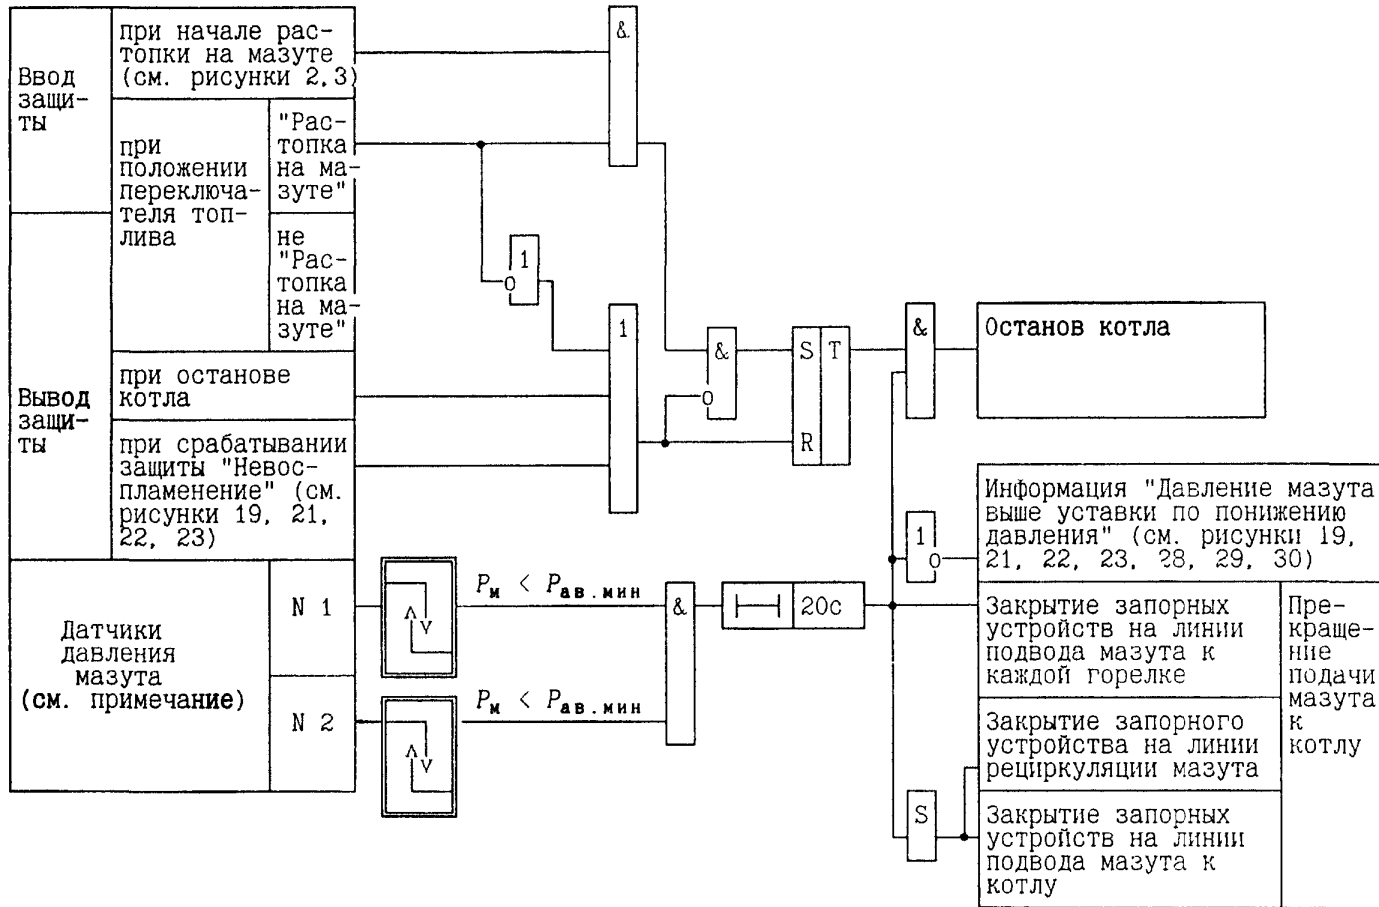 Ввод
защи-
ты
при начале рас-
топки на мазуте
(см. рисунки 2,3)
при
положении
переключа-
теля топ-
лива
"Рас-
топка
на ма-
зуте"
не
"Рас-
топка
на ма-
зуте"
Вывод
защи-
ты
при останове
котла
при срабатывании
защиты "Невос-
пламенение" (см.
рисунки 19, 21,
22, 23)
Датчики
давления
мазута
(см. примечание)
N 1
N 2
&
1
1
&
S T
R
&
Останов котла
Pм < Pав.мин
Pм < Pав.мин
&
20с
1
S
Информация "Давление мазута
выше уставки по понижению
давления" (см. рисунки 19,
21, 22, 23, 28, 29, 30)
Закрытие запорных
устройств на линии
подвода мазута к
каждой горелке
Закрытие запорного
устройства на линии
рециркуляции мазута
Закрытие запорных
устройств на линии
подвода мазута к
котлу
Пре-
краще-
ние
подачи
мазута
к
котлу